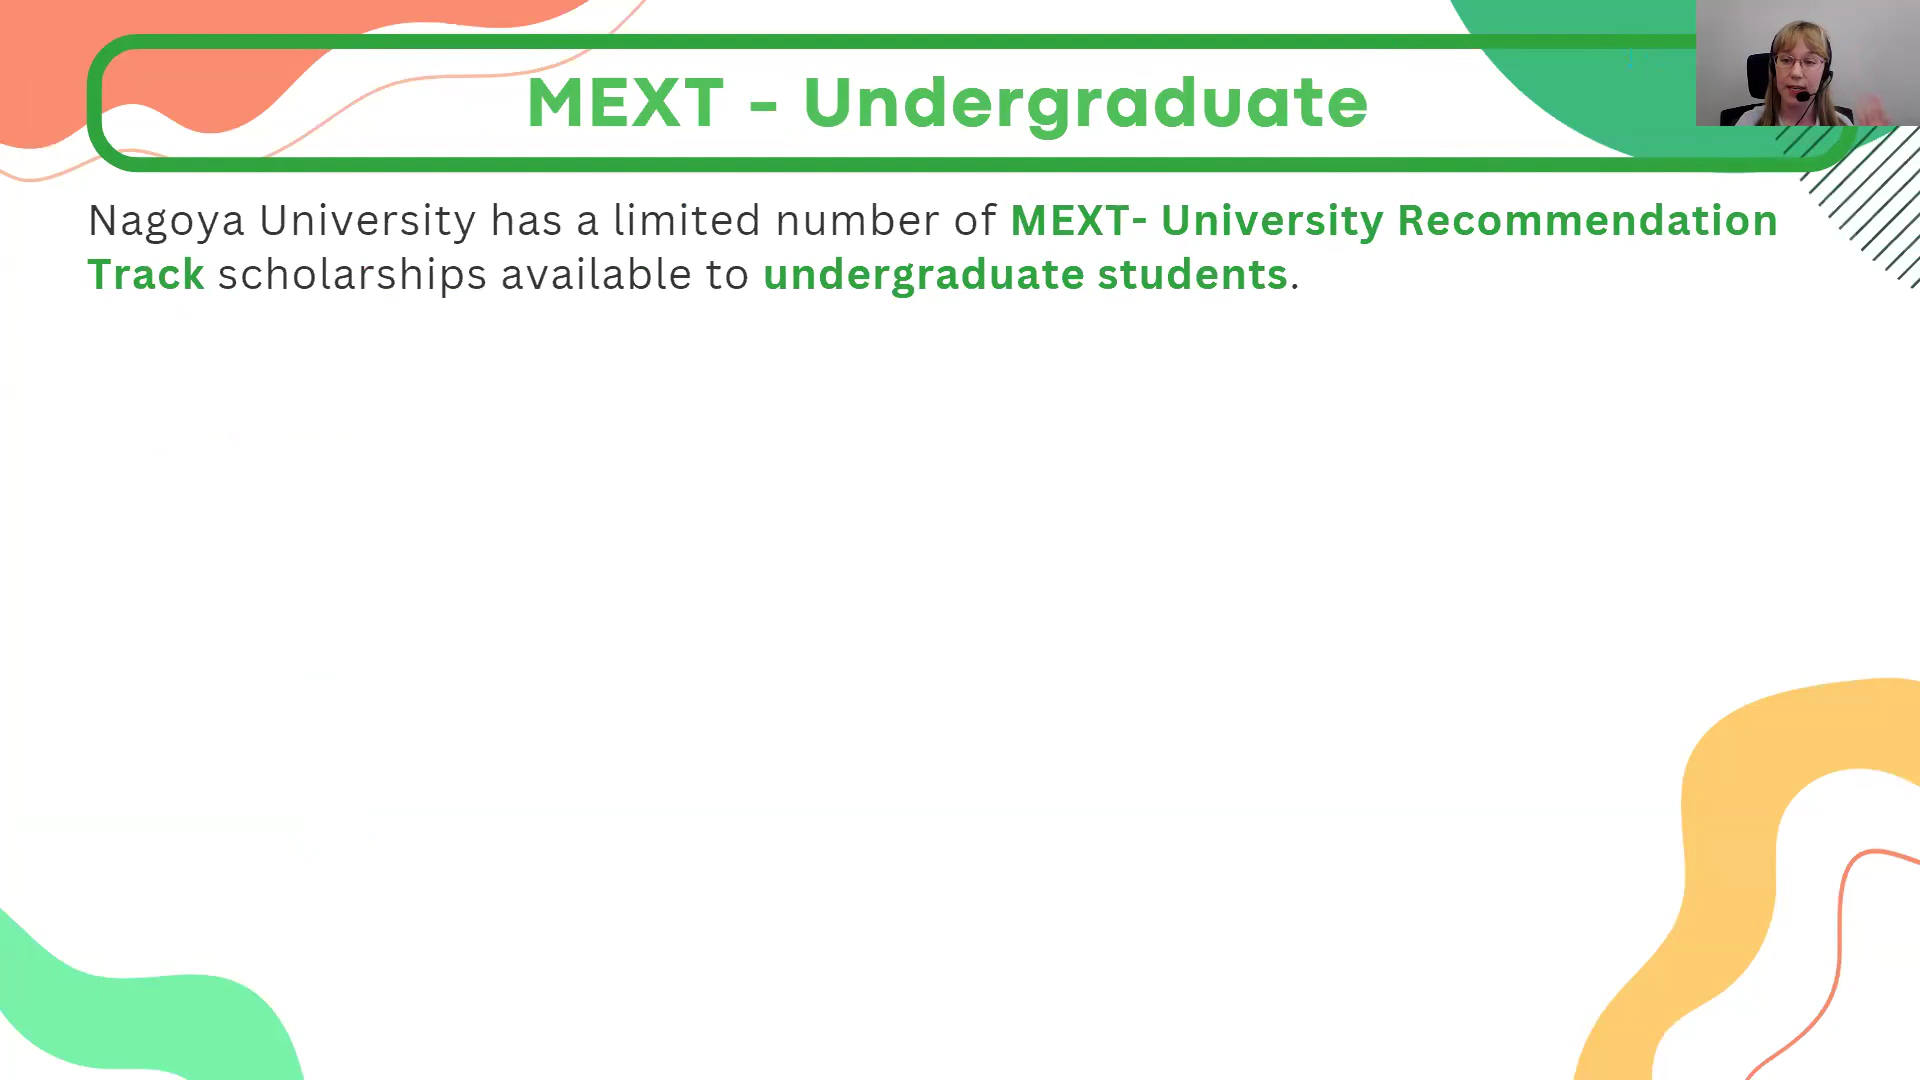 MEXT - Undergraduate
Nagoya University has a limited number of MEXT- University Recommendation
Track scholarships available to undergraduate students.